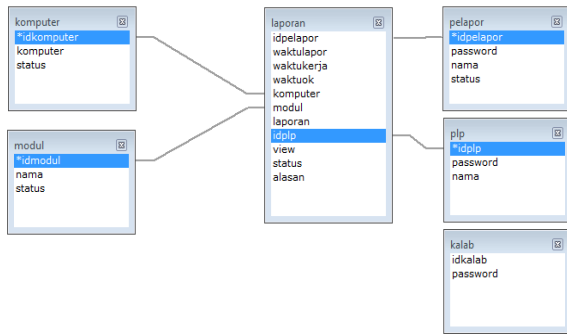 komputer
*idkomputer
komputer
status
modul
*idmodul
nama
status
laporan
idpelapor
waktulapor
waktukerja
waktuok
komputer
modul
laporan
idplp
view
status
alasan
pelapor
*idpelapor
password
nama
status
plp
*idplp
password
nama
kalab
idkalab
password